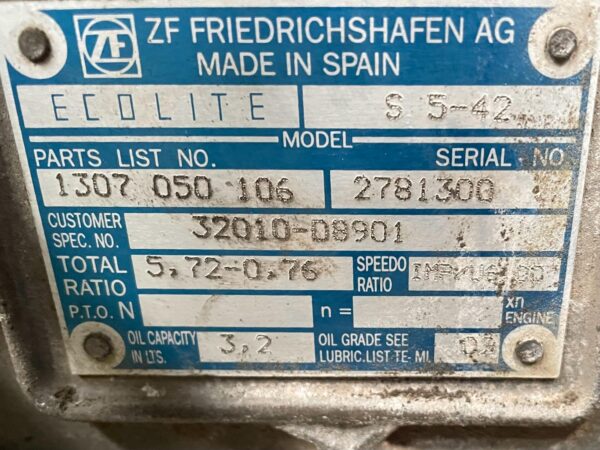 ZF ZF FRIEDRICHSHAFEN AG
MADE IN SPAIN
ECOLITE S 5-42
MODEL
PARTS LIST NO. SERIAL NO
1307 050 106 2781300
CUSTOMER SPEC. NO. 32010-D8901
TOTAL RATIO 5,72-0,76 SPEEDO RATIO
P.T.O. N n = xn ENGINE
OIL CAPACITY IN LTS. 3,2 OIL GRADE SEE LUBRIC.LIST TE-ML 02